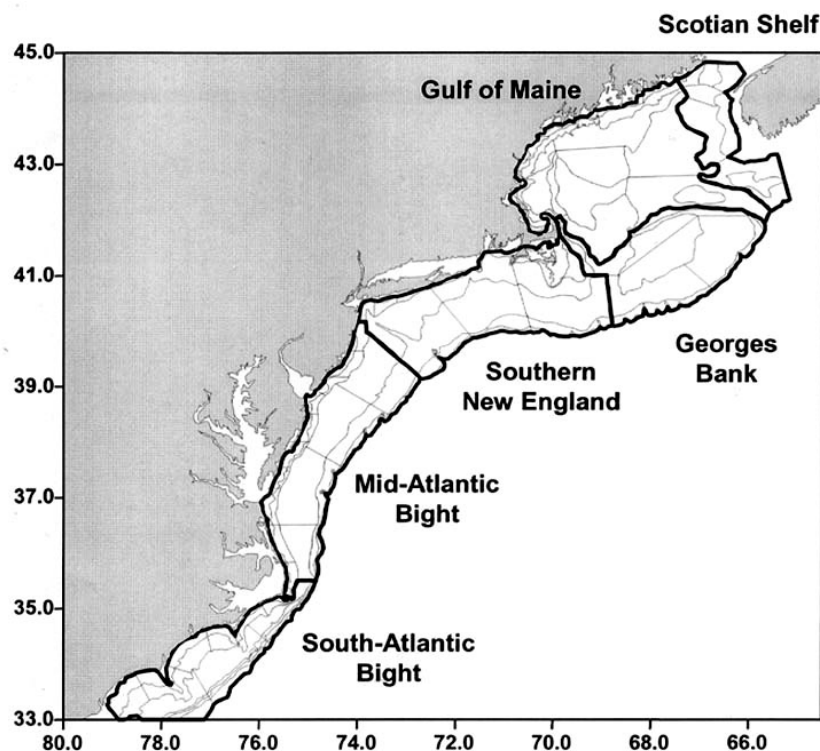 Scotian Shelf
45.0
Gulf of Maine
43.0
41.0
Georges
Bank
39.0
Southern
New England
Mid-Atlantic
Bight
37.0
35.0
South-Atlantic
Bight
33.0
80.0 78.0 76.0 74.0 72.0 70.0 68.0 66.0